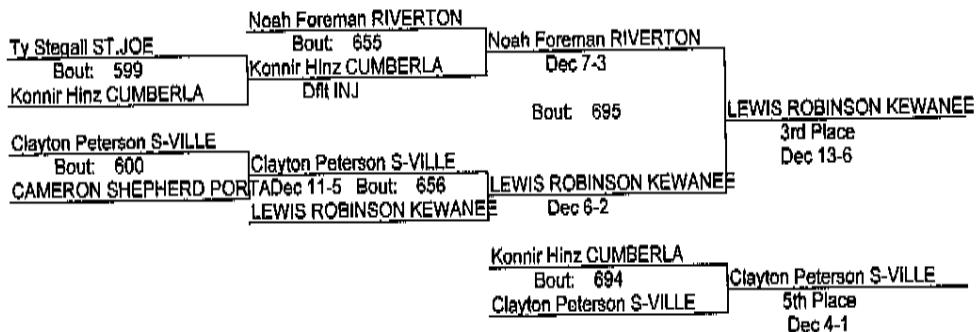 Noah Foreman RIVERTON
Ty Stegall ST.JOE
Bout: 655
Noah Foreman RIVERTON
Bout: 599
Konnir Hinz CUMBERLA
Dec 7-3
Konnir Hinz CUMBERLA
Dflt INJ
Bout: 695
LEWIS ROBINSON KEWANEE
3rd Place
Dec 13-6
Clayton Peterson S-VILLE
Bout: 600
Clayton Peterson S-VILLE
CAMERON SHEPHERD PORTA
Dec 11-5 Bout: 656
LEWIS ROBINSON KEWANEE
LEWIS ROBINSON KEWANEE
Dec 6-2
Konnir Hinz CUMBERLA
Bout: 694
Clayton Peterson S-VILLE
Clayton Peterson S-VILLE
5th Place
Dec 4-1